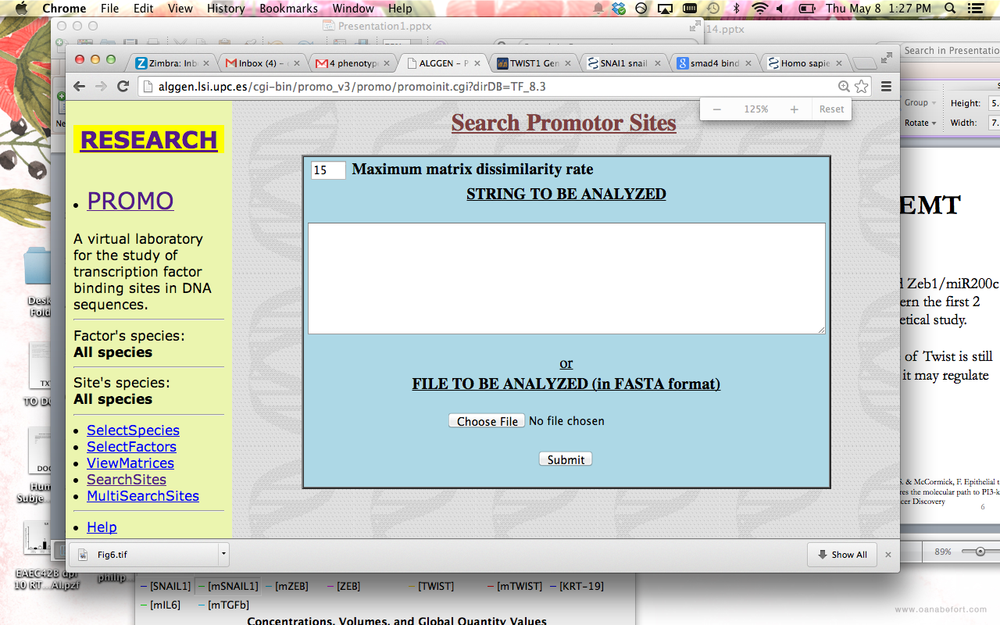 Chrome File Edit View History Bookmarks Window Help Thu May 8 1:27 PM
Presentation1.pptx
14.pptx
Search in Presentatio
Zimbra: Inb
Inbox (4) –
4 phenotype
ALGGEN – P
TWIST1 Gen
SNAI1 snail
smad4 bind
Homo sapie
alggen.lsi.upc.es/cgi-bin/promo_v3/promo/promoinit.cgi?dirDB=TF_8.3
125%
Reset
Group Height: 5.
Rotate Width: 7.
Ne
RESEARCH
PROMO
A virtual laboratory
for the study of
transcription factor
binding sites in DNA
sequences.
Factor's species:
All species
Site's species:
All species
SelectSpecies
SelectFactors
ViewMatrices
SearchSites
MultiSearchSites
Help
Search Promotor Sites
15 Maximum matrix dissimilarity rate
STRING TO BE ANALYZED
or
FILE TO BE ANALYZED (in FASTA format)
Choose File No file chosen
Submit
EMT
Zeb1/miR200c
ern the first 2
etical study.
of Twist is still
it may regulate
S. & McCormick, F. Epithelial t
res the molecular path to PI3-k
cer Discovery
6
89%
Desk
Fold
TXT
TO DO
DOC
Hum
Subje...
EAEC42B dpi
10 RT...Al.pzf
philip
Fig6.tif
Show All
[SNAIL1] [mSNAIL1] [mZEB] [ZEB] [TWIST] [mTWIST] [KRT-19]
[mIL6] [mTGFb]
Concentrations, Volumes, and Global Quantity Values
www.oanabefort.com